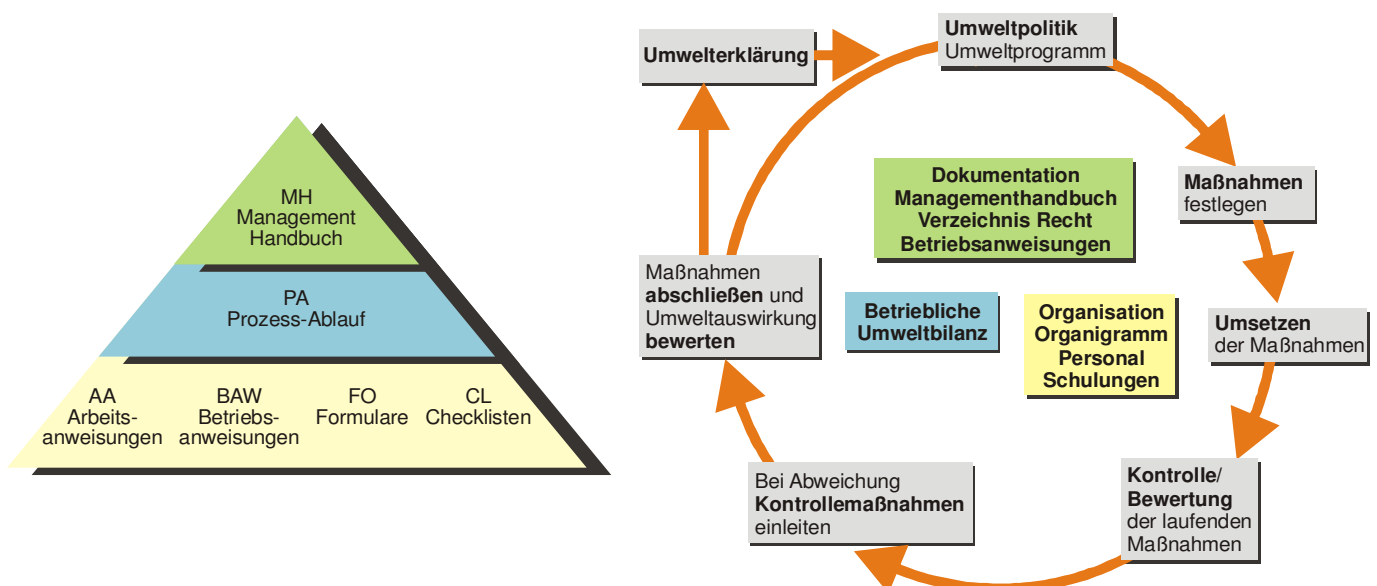 MH
Management
Handbuch
PA
Prozess-Ablauf
AA
Arbeits-
anweisungen
BAW
Betriebs-
anweisungen
FO
Formulare
CL
Checklisten
Umwelterklärung
Umweltpolitik
Umweltprogramm
Maßnahmen
festlegen
Umsetzen
der Maßnahmen
Kontrolle/
Bewertung
der laufenden
Maßnahmen
Bei Abweichung
Kontrollemaßnahmen
einleiten
Maßnahmen
abschließen und
Umweltauswirkung
bewerten
Dokumentation
Managementhandbuch
Verzeichnis Recht
Betriebsanweisungen
Betriebliche
Umweltbilanz
Organisation
Organigramm
Personal
Schulungen